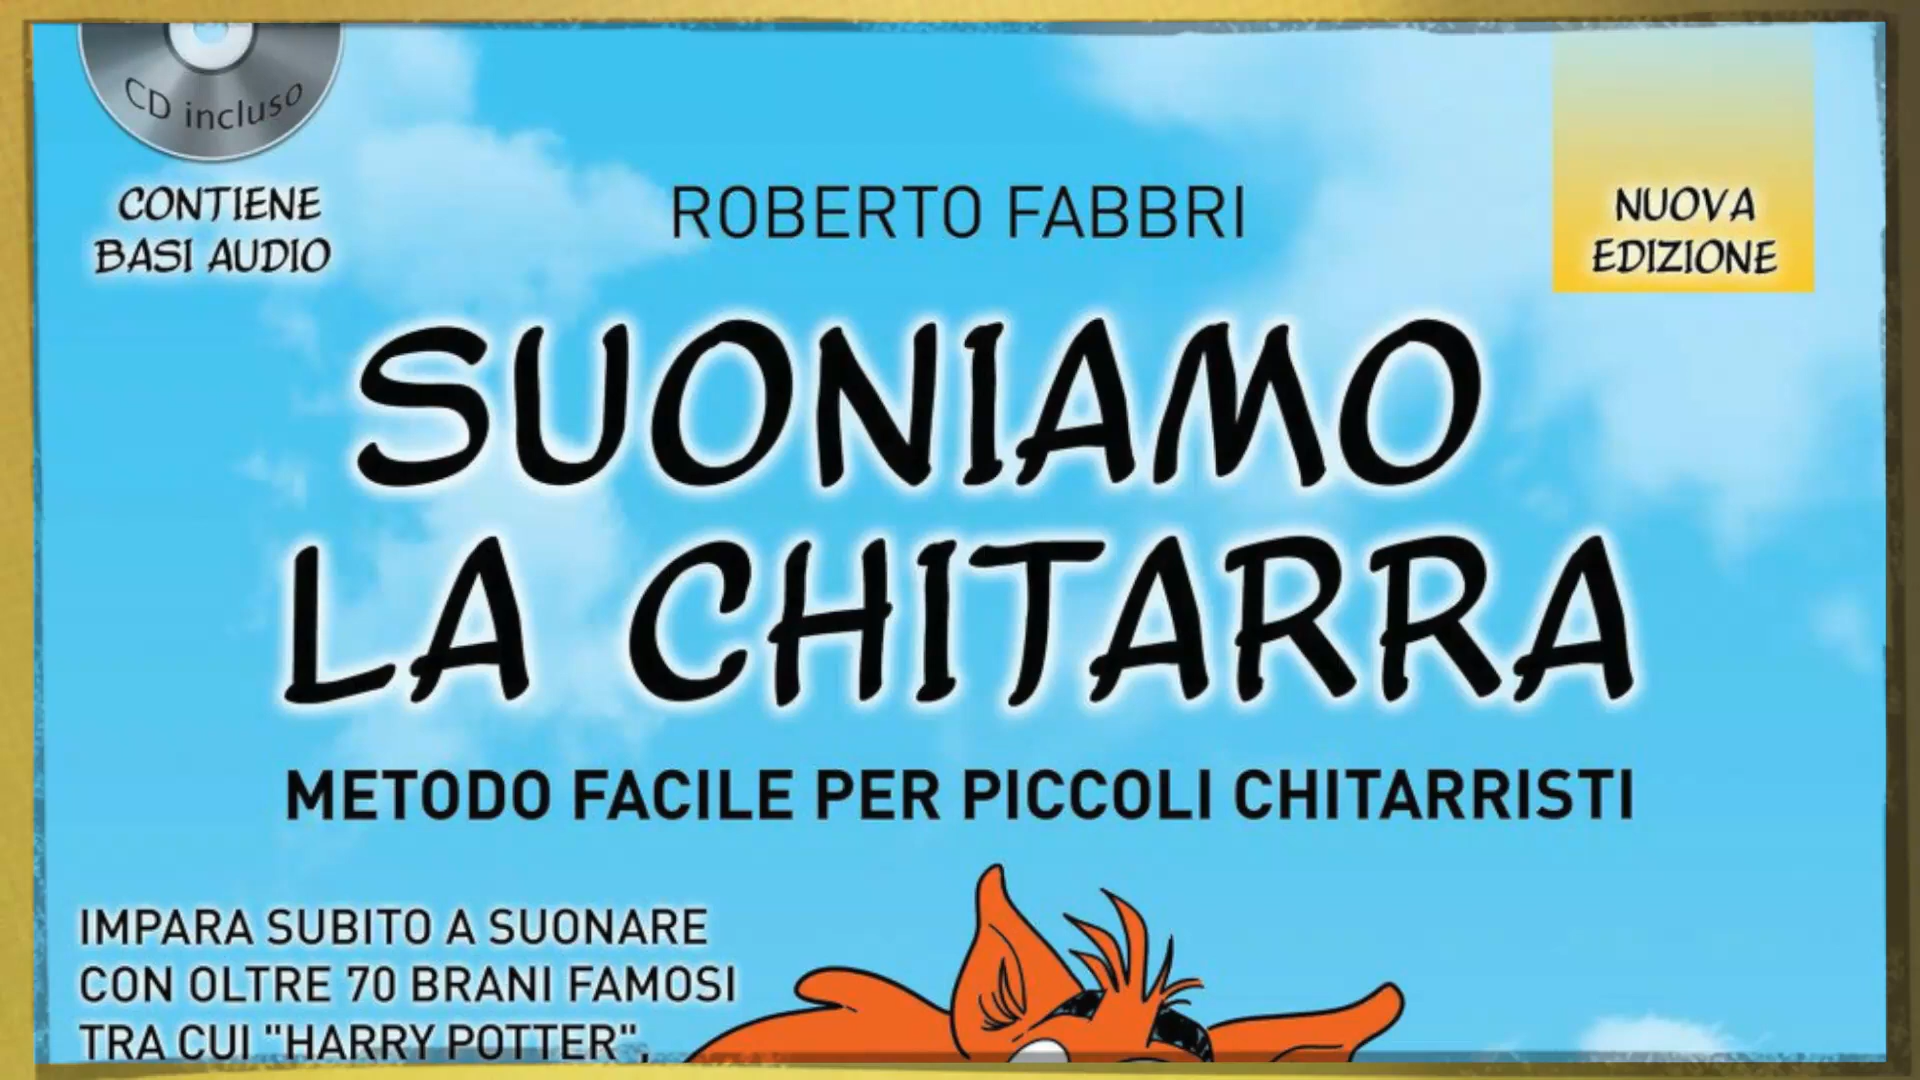 CD incluso
CONTIENE
BASI AUDIO
ROBERTO FABBRI
NUOVA
EDIZIONE
SUONIAMO
LA CHITARRA
METODO FACILE PER PICCOLI CHITARRISTI
IMPARA SUBITO A SUONARE
CON OLTRE 70 BRANI FAMOSI
TRA CUI "HARRY POTTER",